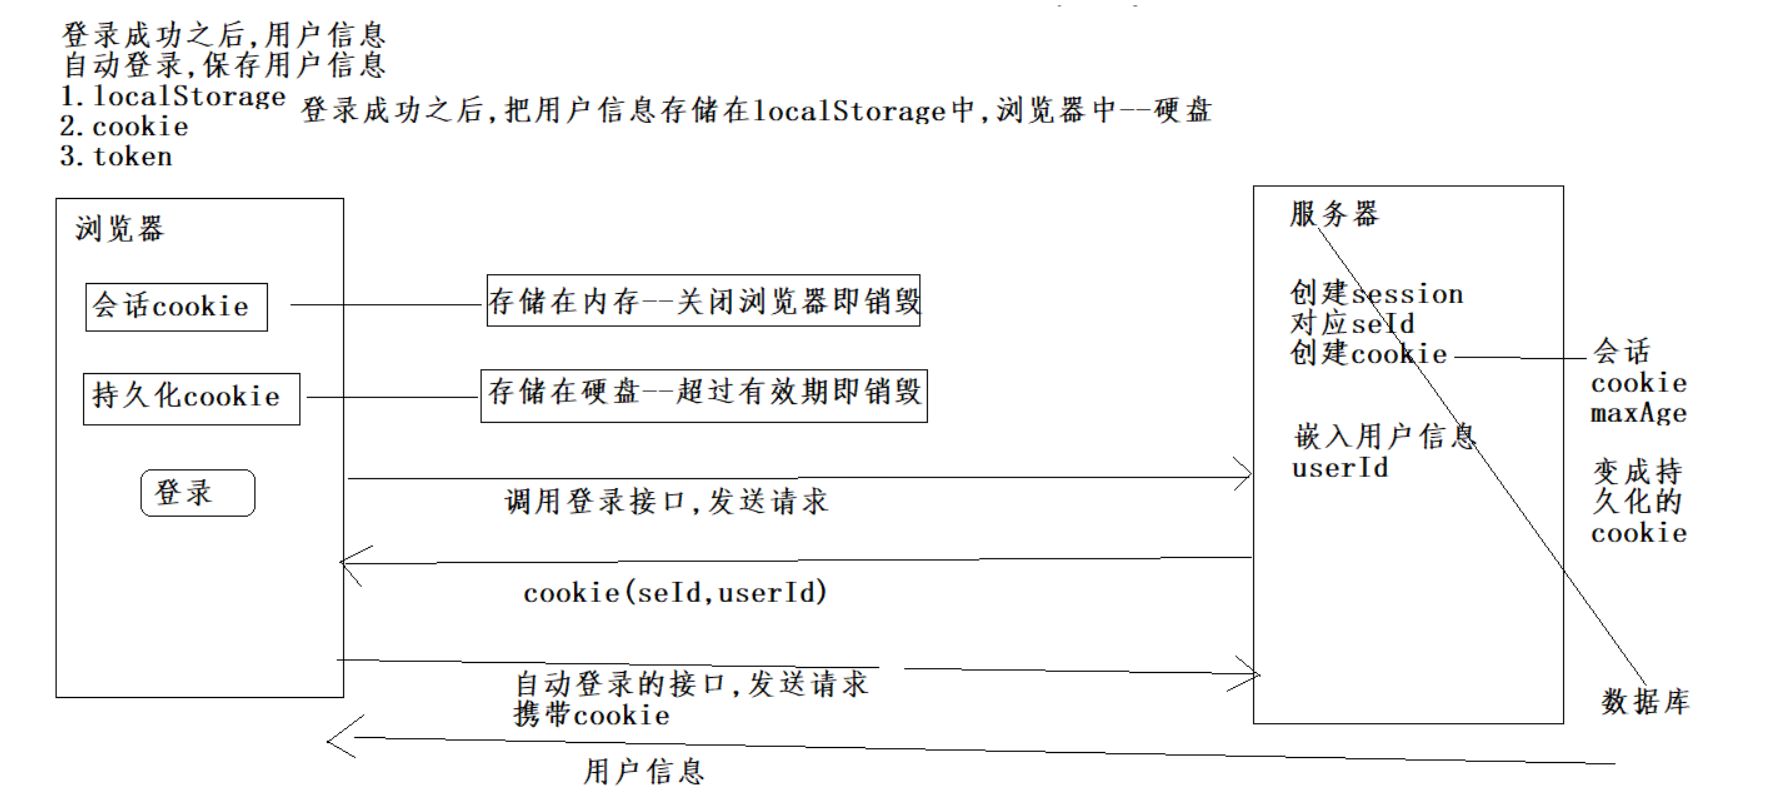 登录成功之后,用户信息
自动登录,保存用户信息
1.localStorage
登录成功之后,把用户信息存储在localStorage中,浏览器中--硬盘
2.cookie
3.token
浏览器
会话cookie
存储在内存--关闭浏览器即销毁
持久化cookie
存储在硬盘--超过有效期即销毁
登录
调用登录接口,发送请求
cookie(seId,userId)
自动登录的接口,发送请求
携带cookie
用户信息
服务器
创建session
对应seId
创建cookie
嵌入用户信息
userId
会话
cookie
maxAge
变成持
久化的
cookie
数据库